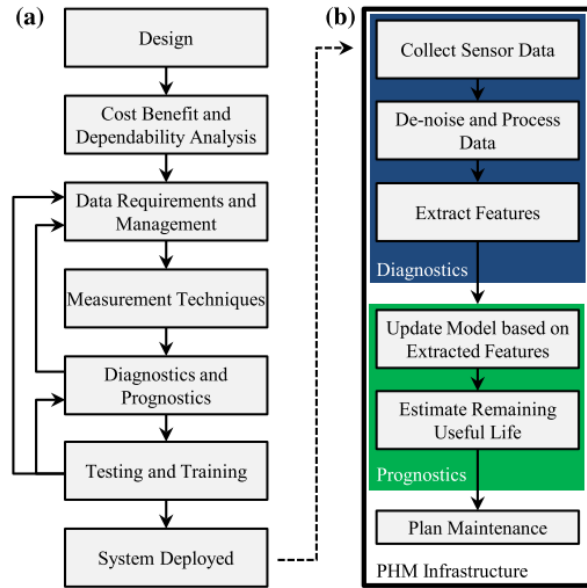 (a)
Design
Cost Benefit and
Dependability Analysis
Data Requirements and
Management
Measurement Techniques
Diagnostics and
Prognostics
Testing and Training
System Deployed
(b)
Collect Sensor Data
De-noise and Process
Data
Extract Features
Diagnostics
Update Model based on
Extracted Features
Estimate Remaining
Useful Life
Prognostics
Plan Maintenance
PHM Infrastructure